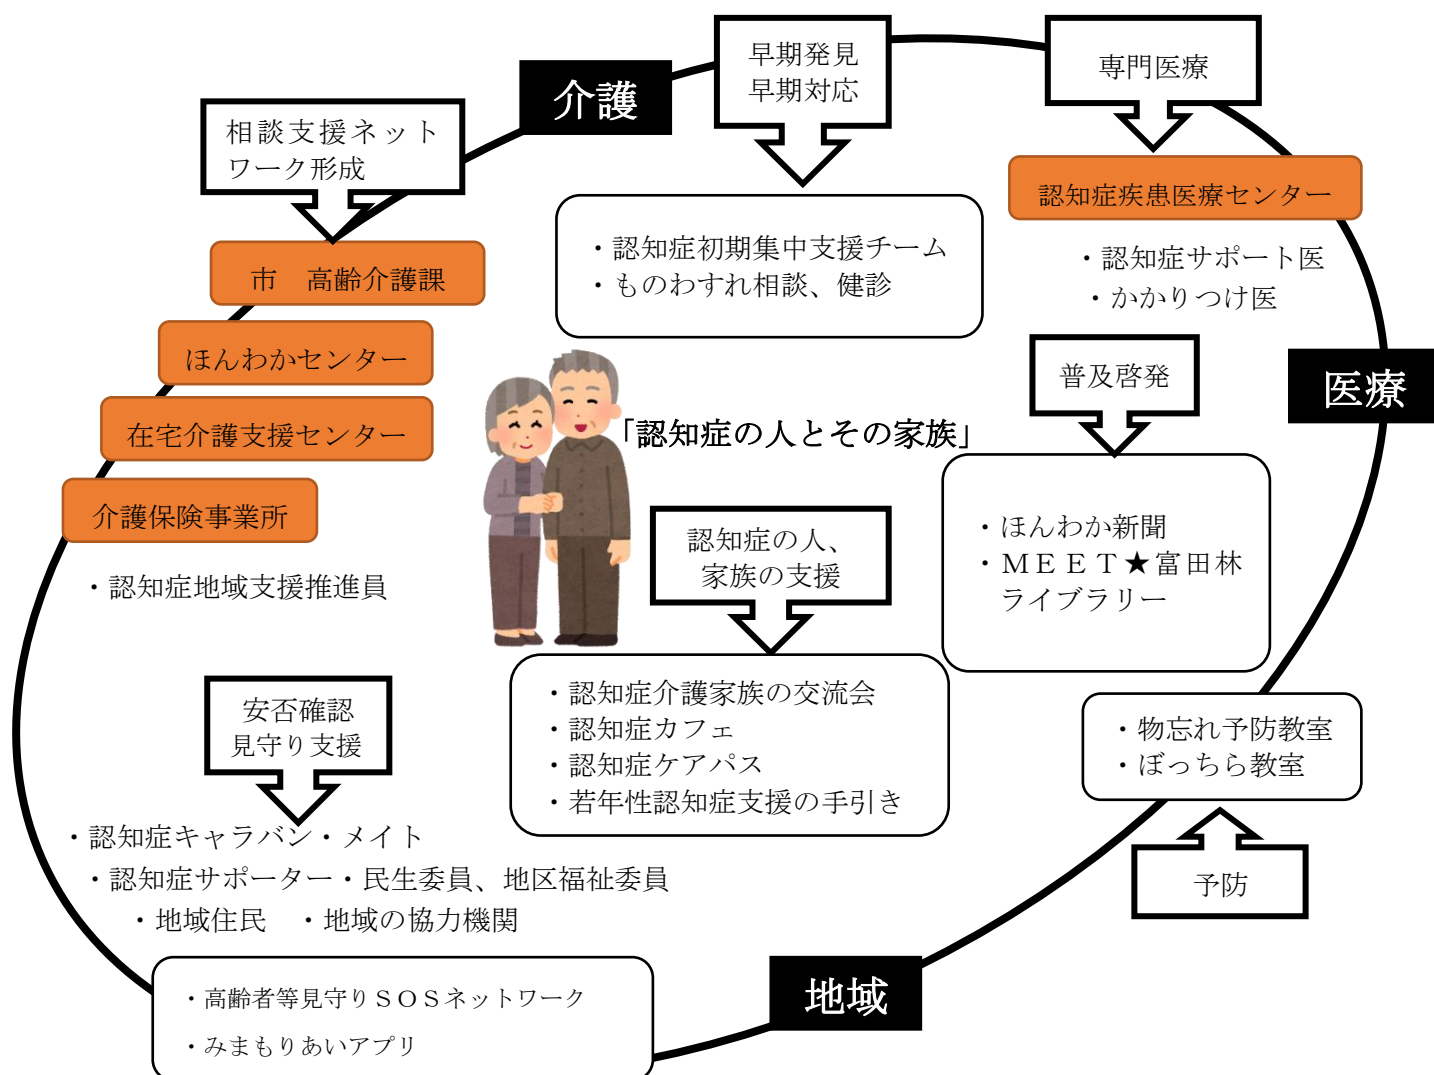 介護
早期発見
早期対応
専門医療
相談支援ネット
ワーク形成
認知症疾患医療センター
・認知症初期集中支援チーム
・ものわすれ相談、健診
・認知症サポート医
・かかりつけ医
市　高齢介護課
ほんわかセンター
在宅介護支援センター
介護保険事業所
・認知症地域支援推進員
普及啓発
医療
「認知症の人とその家族」
・ほんわか新聞
・ＭＥＥＴ★富田林
ライブラリー
認知症の人、
家族の支援
・認知症介護家族の交流会
・認知症カフェ
・認知症ケアパス
・若年性認知症支援の手引き
安否確認
見守り支援
・物忘れ予防教室
・ぼっちら教室
予防
・認知症キャラバン・メイト
・認知症サポーター・民生委員、地区福祉委員
・地域住民　・地域の協力機関
地域
・高齢者等見守りＳＯＳネットワーク
・みまもりあいアプリ